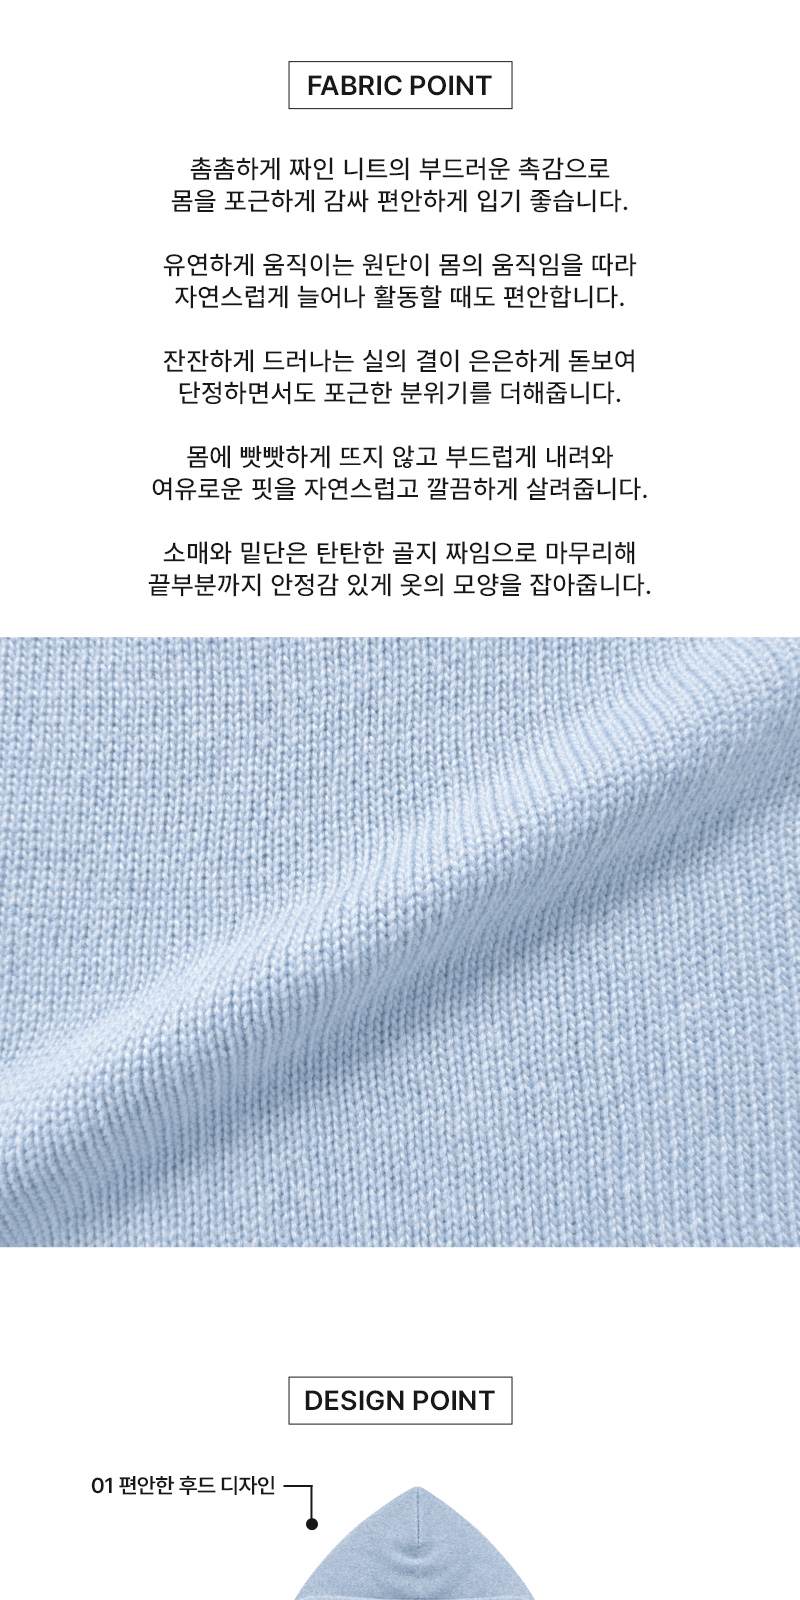 FABRIC POINT
촘촘하게 짜인 니트의 부드러운 촉감으로
몸을 포근하게 감싸 편안하게 입기 좋습니다.
유연하게 움직이는 원단이 몸의 움직임을 따라
자연스럽게 늘어나 활동할 때도 편안합니다.
잔잔하게 드러나는 실의 결이 은은하게 돋보여
단정하면서도 포근한 분위기를 더해줍니다.
몸에 빳빳하게 뜨지 않고 부드럽게 내려와
여유로운 핏을 자연스럽고 깔끔하게 살려줍니다.
소매와 밑단은 탄탄한 골지 짜임으로 마무리해
끝부분까지 안정감 있게 옷의 모양을 잡아줍니다.
DESIGN POINT
01 편안한 후드 디자인